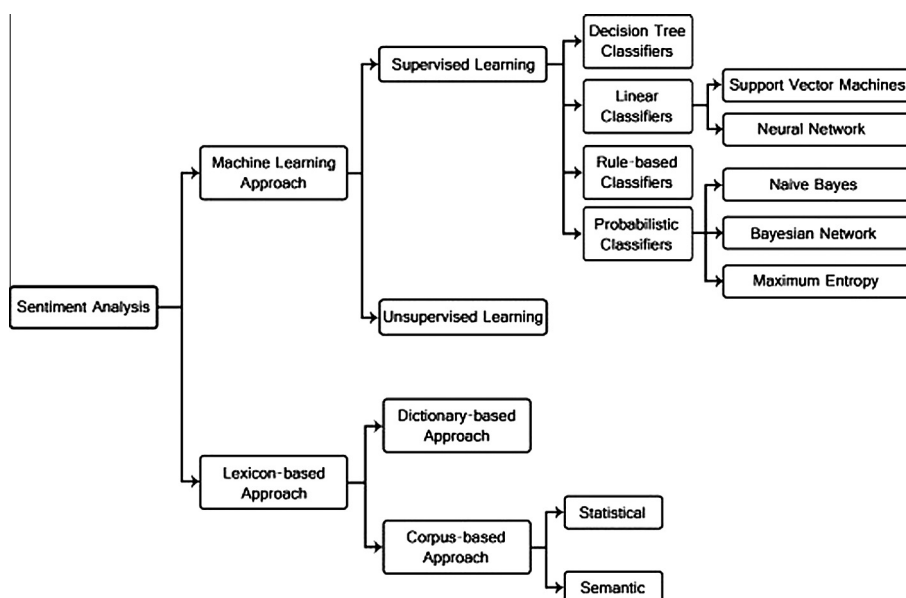 Decision Tree
Classifiers
Supervised Learning
Support Vector Machines
Linear
Classifiers
Neural Network
Machine Learning
Approach
Rule-based
Classifiers
Naive Bayes
Probabilistic
Classifiers
Bayesian Network
Maximum Entropy
Sentiment Analysis
Unsupervised Learning
Dictionary-based
Approach
Lexicon-based
Approach
Statistical
Corpus-based
Approach
Semantic